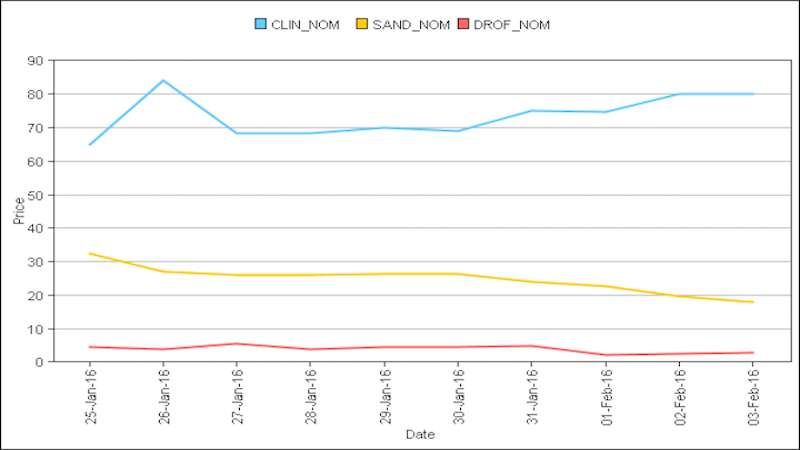 CLIN_NOM SAND_NOM DROF_NOM
90
80
70
60
50
40
30
20
10
0
Price
25-Jan-16 26-Jan-16 27-Jan-16 28-Jan-16 29-Jan-16 30-Jan-16 31-Jan-16 01-Feb-16 02-Feb-16 03-Feb-16
Date